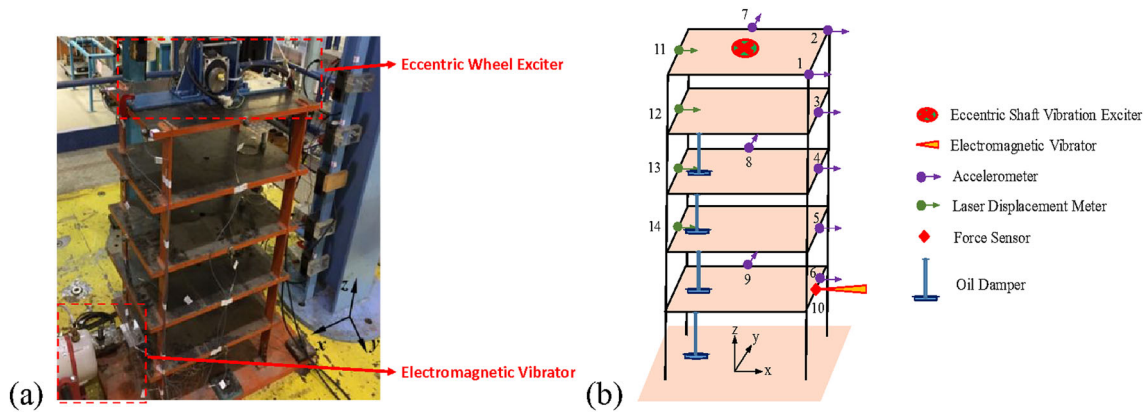 Eccentric Wheel Exciter
z
x
Electromagnetic Vibrator
(a)
7
2
11
1
3
12
8
4
13
5
14
9
6
10
z
y
x
(b)
Eccentric Shaft Vibration Exciter
Electromagnetic Vibrator
Accelerometer
Laser Displacement Meter
Force Sensor
Oil Damper